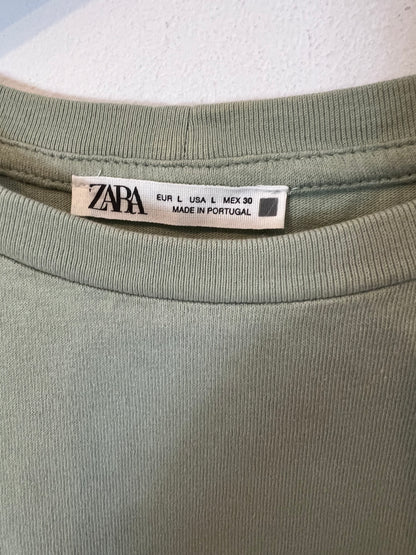 ZARA
EUR L USA L MEX 30
MADE IN PORTUGAL